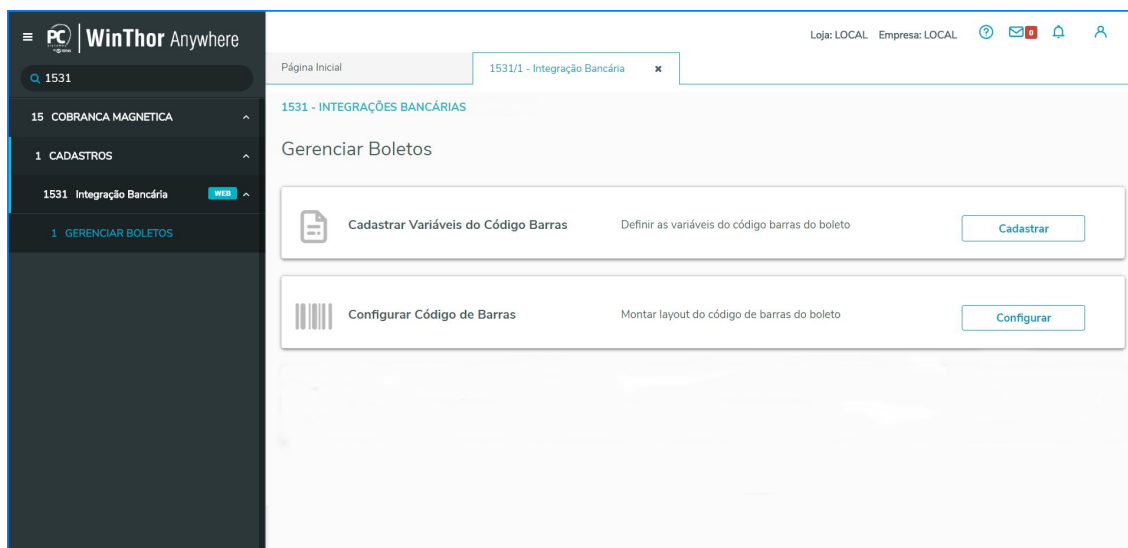 PC WinThor Anywhere
1531
15 COBRANCA MAGNETICA
1 CADASTROS
1531 Integração Bancária WEB
1 GERENCIAR BOLETOS
Loja: LOCAL Empresa: LOCAL 0
Página Inicial
1531/1 - Integração Bancária
1531 - INTEGRAÇÕES BANCÁRIAS
Gerenciar Boletos
Cadastrar Variáveis do Código Barras Definir as variáveis do código barras do boleto Cadastrar
Configurar Código de Barras Montar layout do código de barras do boleto Configurar